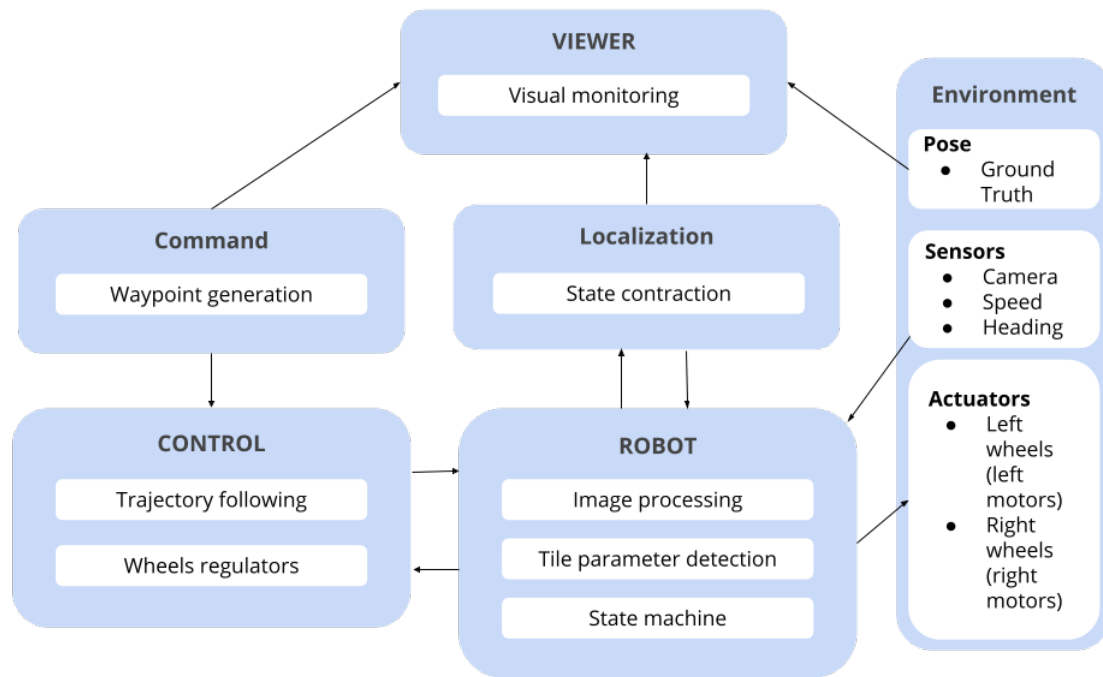 VIEWER
Visual monitoring
Environment
Pose
● Ground
Truth
Command
Waypoint generation
Localization
State contraction
Sensors
● Camera
● Speed
● Heading
Actuators
● Left
wheels
(left
motors)
● Right
wheels
(right
motors)
CONTROL
Trajectory following
Wheels regulators
ROBOT
Image processing
Tile parameter detection
State machine